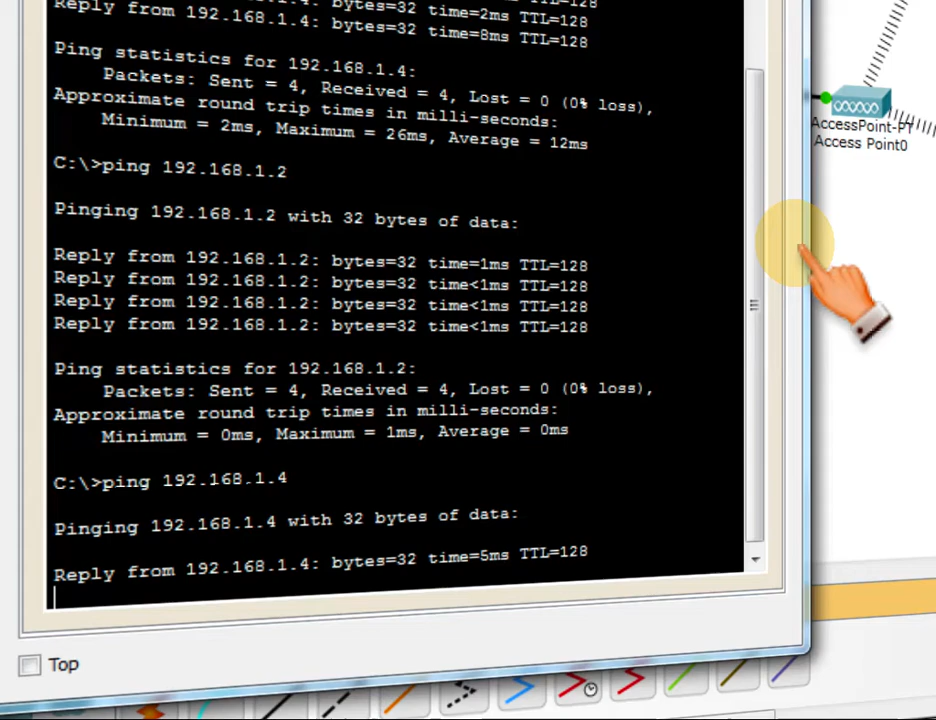 Reply from 192.168.1.4: bytes=32 time=2ms TTL=128
Reply from 192.168.1.4: bytes=32 time=8ms TTL=128
Ping statistics for 192.168.1.4:
Packets: Sent = 4, Received = 4, Lost = 0 (0% loss),
Approximate round trip times in milli-seconds:
Minimum = 2ms, Maximum = 26ms, Average = 12ms
C:\>ping 192.168.1.2
Pinging 192.168.1.2 with 32 bytes of data:
Reply from 192.168.1.2: bytes=32 time=1ms TTL=128
Reply from 192.168.1.2: bytes=32 time<1ms TTL=128
Reply from 192.168.1.2: bytes=32 time<1ms TTL=128
Reply from 192.168.1.2: bytes=32 time<1ms TTL=128
Ping statistics for 192.168.1.2:
Packets: Sent = 4, Received = 4, Lost = 0 (0% loss),
Approximate round trip times in milli-seconds:
Minimum = 0ms, Maximum = 1ms, Average = 0ms
C:\>ping 192.168.1.4
Pinging 192.168.1.4 with 32 bytes of data:
Reply from 192.168.1.4: bytes=32 time=5ms TTL=128
Top
AccessPoint-PT
Access Point0